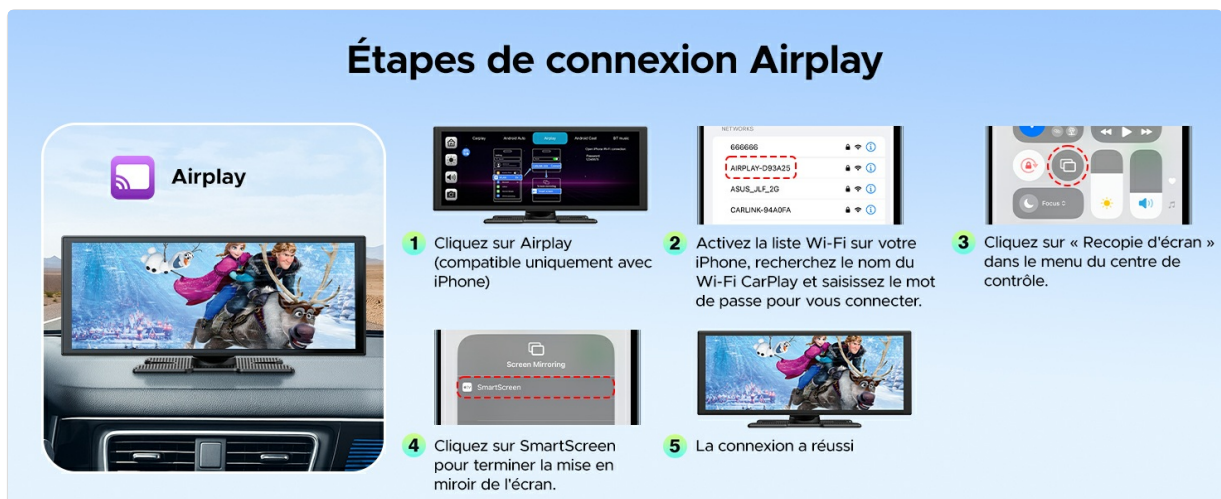 Étapes de connexion Airplay
Airplay
Carplay
Android Auto
Airplay
Android Cast
BT music
NETWORKS
666666
AIRPLAY-D93A25
ASUS_JLF_2G
CARLINK-94A0FA
Focus
1 Cliquez sur Airplay
(compatible uniquement avec
iPhone)
2 Activez la liste Wi-Fi sur votre
iPhone, recherchez le nom du
Wi-Fi CarPlay et saisissez le mot
de passe pour vous connecter.
3 Cliquez sur « Recopie d'écran »
dans le menu du centre de
contrôle.
Screen Mirroring
SmartScreen
4 Cliquez sur SmartScreen
pour terminer la mise en
miroir de l'écran.
5 La connexion a réussi